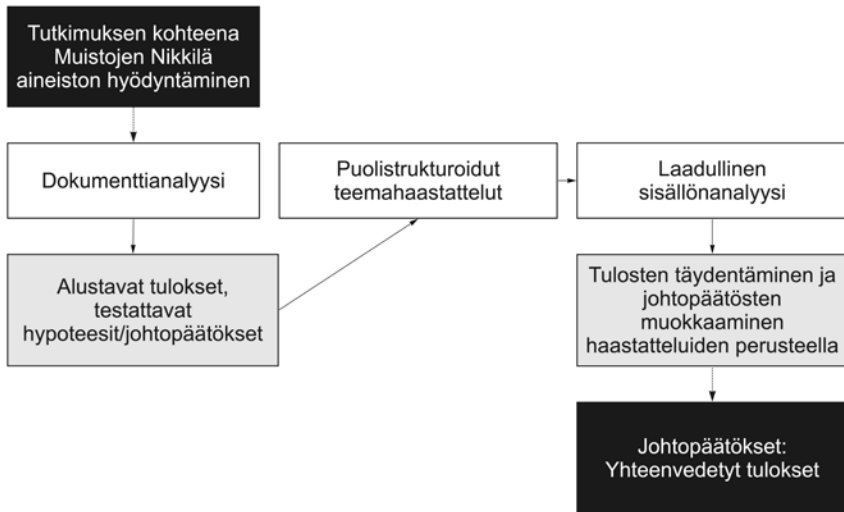 Tutkimuksen kohteena
Muistojen Nikkilä
aineiston hyödyntäminen
Dokumenttianalyysi
Alustavat tulokset,
testattavat
hypoteesit/johtopäätökset
Puolistrukturoidut
teemahaastattelut
Laadullinen
sisällönanalyysi
Tulosten täydentäminen ja
johtopäätösten
muokkaaminen
haastatteluiden perusteella
Johtopäätökset:
Yhteenvedetyt tulokset